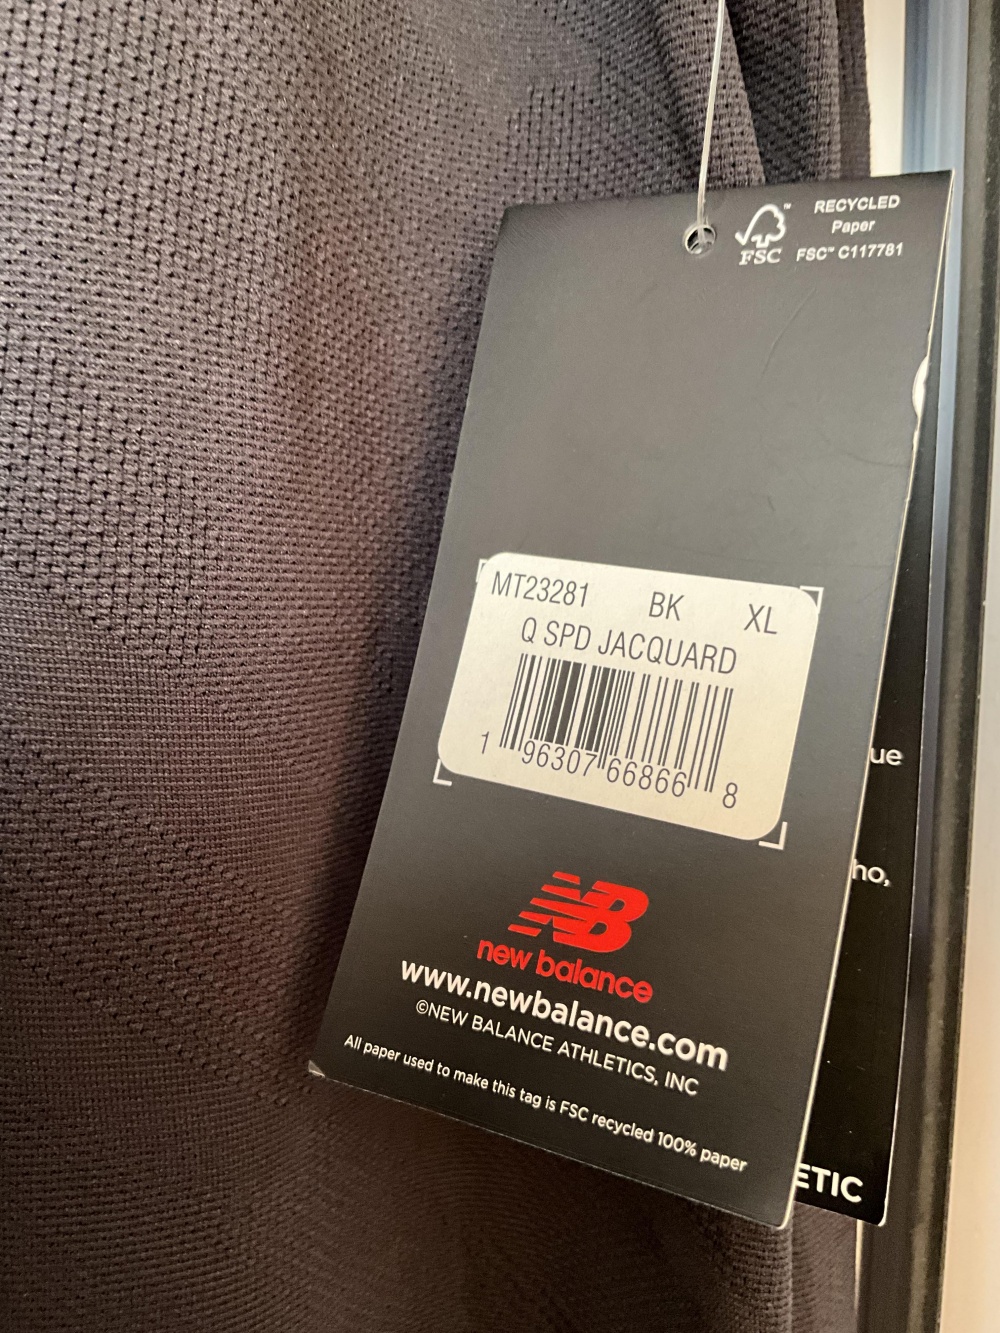 RECYCLED
Paper
FSC™ C117781
™
FSC
MT23281 BK XL
Q SPD JACQUARD
1 96307 66866 8
NB
new balance
www.newbalance.com
©NEW BALANCE ATHLETICS, INC
All paper used to make this tag is FSC recycled 100% paper
ue
ho,
ETIC